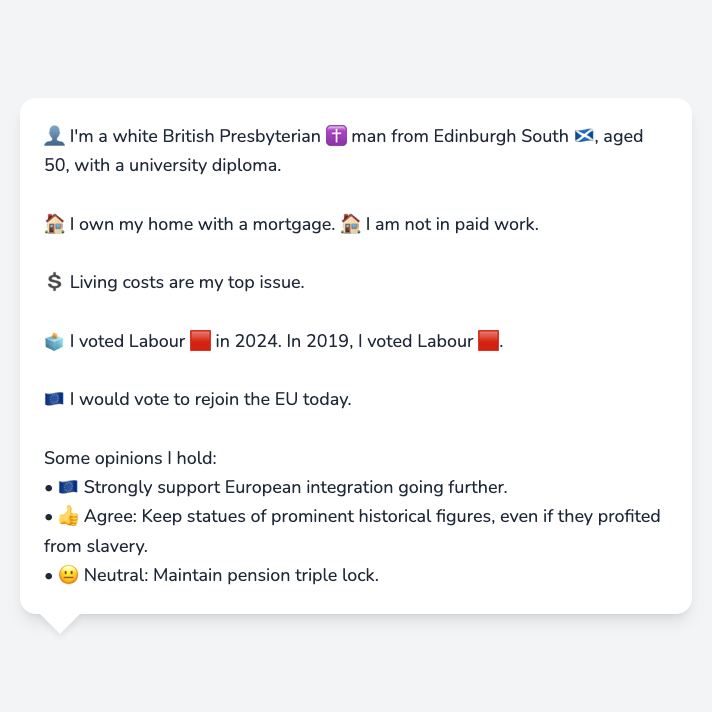 👤 I'm a white British Presbyterian ✝️ man from Edinburgh South 🏴󠁧󠁢󠁳󠁣󠁴󠁿, aged
50, with a university diploma.
🏠 I own my home with a mortgage. 🏠 I am not in paid work.
💲 Living costs are my top issue.
🗳️ I voted Labour 🟥 in 2024. In 2019, I voted Labour 🟥.
🇪🇺 I would vote to rejoin the EU today.
Some opinions I hold:
• 🇪🇺 Strongly support European integration going further.
• 👍 Agree: Keep statues of prominent historical figures, even if they profited
from slavery.
• 😐 Neutral: Maintain pension triple lock.